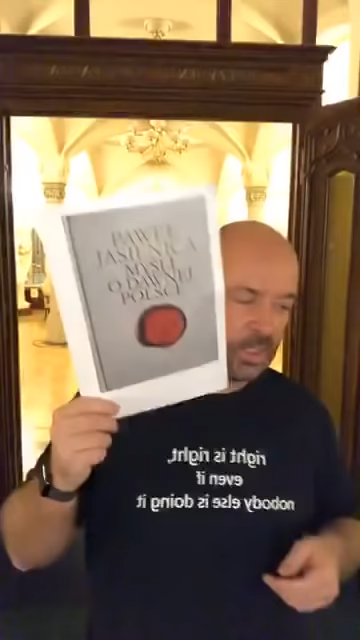 PAWEŁ
JASIENICA
MYŚLI
O DAWNEJ
POLSCE
right is right,
even if
nobody else is doing it